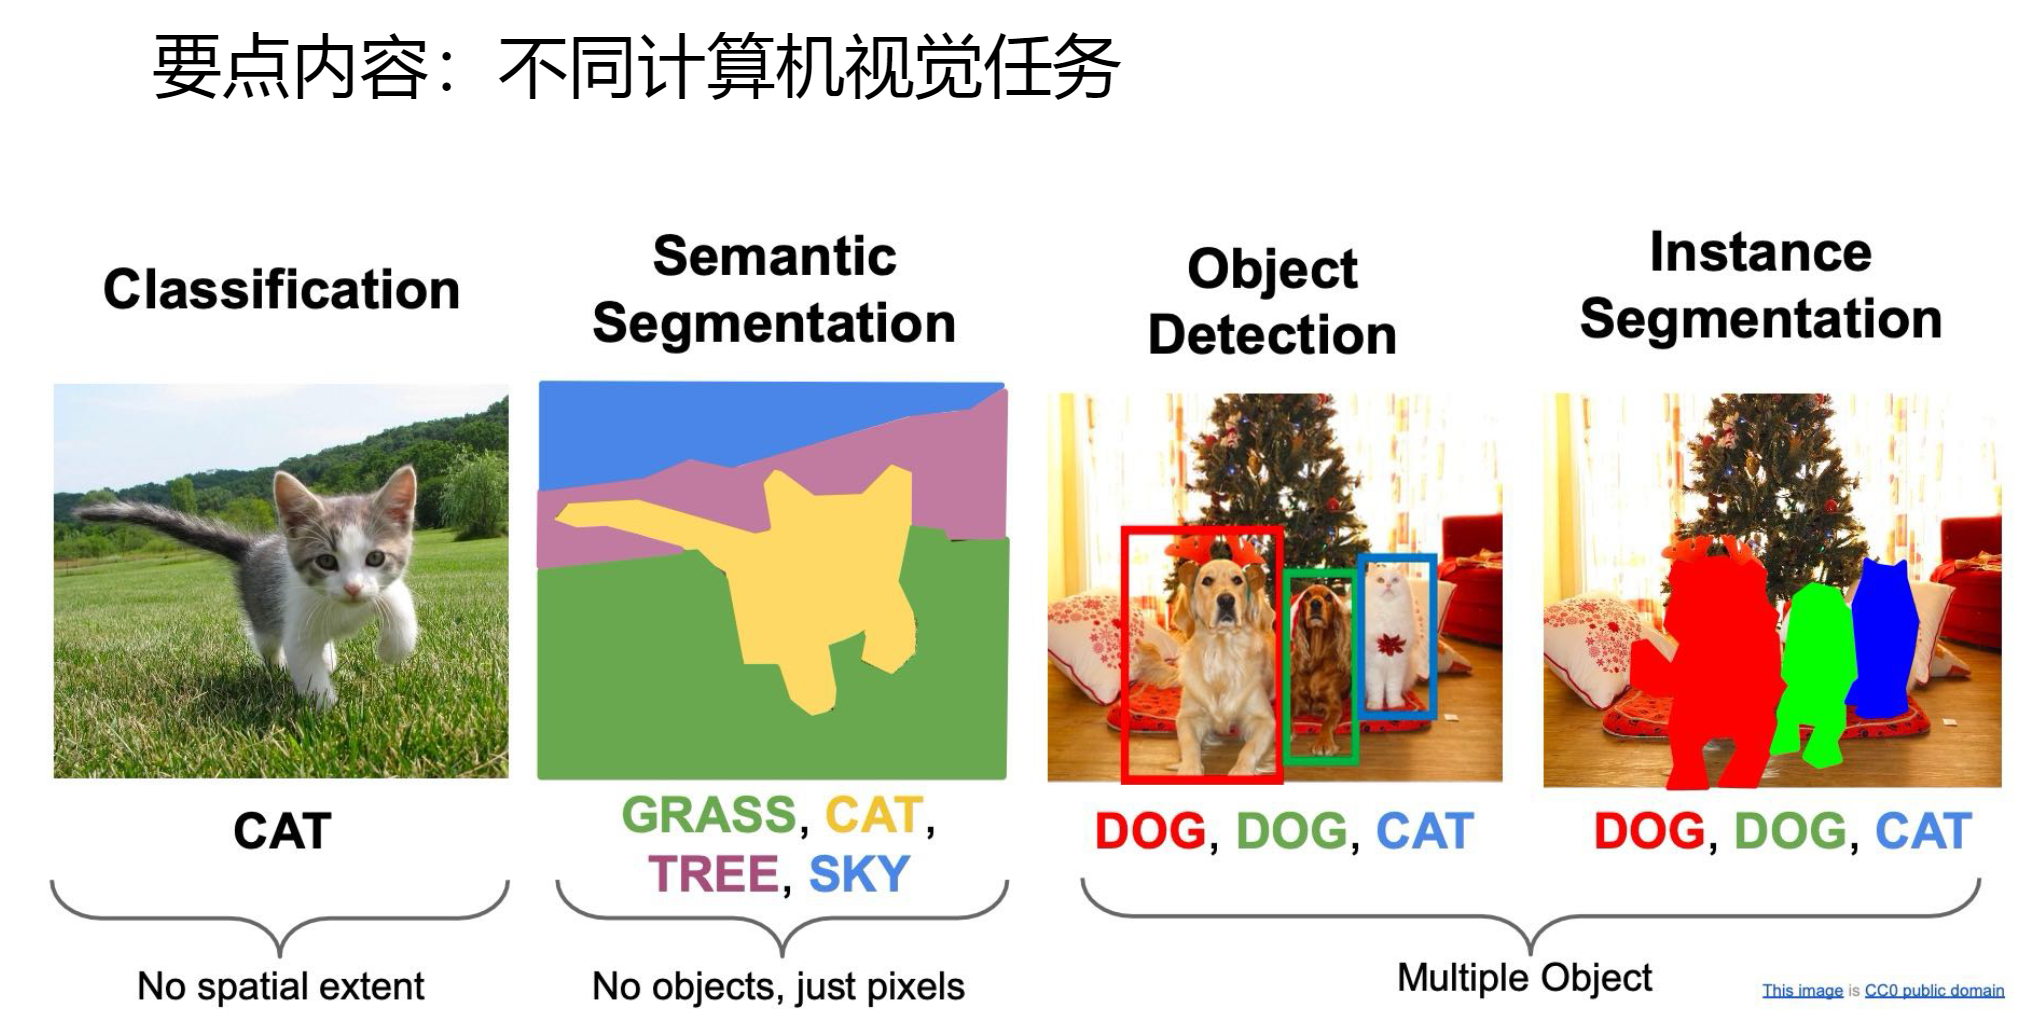 要点内容：不同计算机视觉任务
Classification
Semantic
Segmentation
Object
Detection
Instance
Segmentation
CAT
GRASS, CAT,
TREE, SKY
DOG, DOG, CAT
DOG, DOG, CAT
No spatial extent
No objects, just pixels
Multiple Object
This image is CC0 public domain